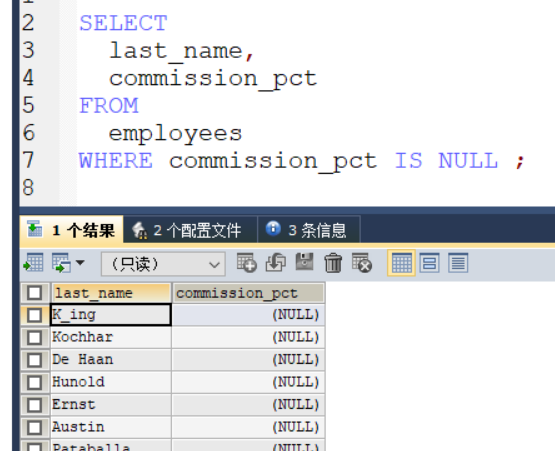 2 SELECT
3 last_name,
4 commission_pct
5 FROM
6 employees
7 WHERE commission_pct IS NULL ;
8
1 个结果 2 个配置文件 3 条信息
(只读)
last_name commission_pct
K_ing (NULL)
Kochhar (NULL)
De Haan (NULL)
Hunold (NULL)
Ernst (NULL)
Austin (NULL)
Pataballa (NULL)